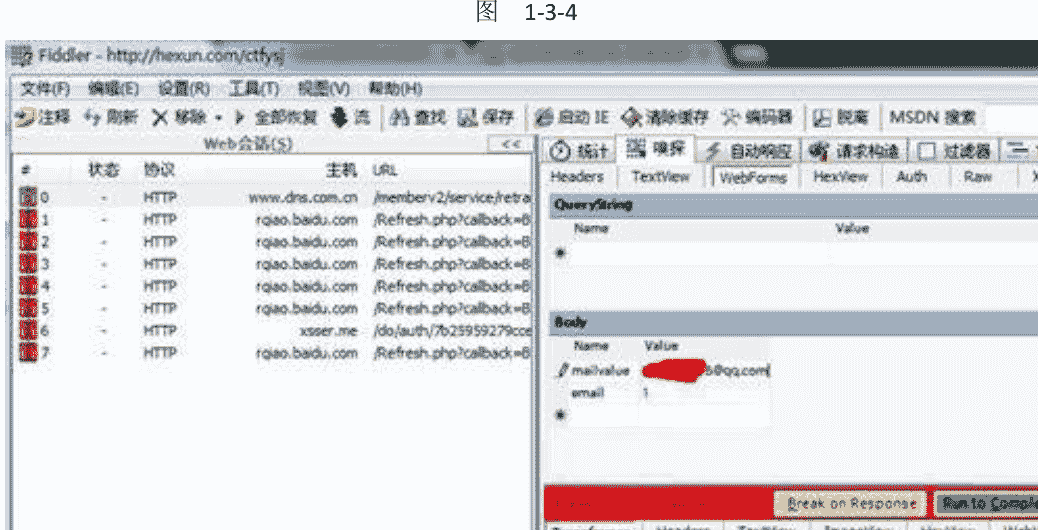 图 1-3-4
Fiddler - http://hexun.com/ctfysj
文件(F) 编辑(E) 设置(R) 工具(T) 视图(V) 帮助(H)
注释 刷新 移除 全部恢复 流 查找 保存 启动 IE 清除缓存 编码器 脱离 MSDN 搜索
Web会话(S) <<
统计 嗅探 自动响应 请求构造 过滤器
# 状态 协议 主机 URL
Headers TextView WebForms HexView Auth Raw X
0 - HTTP www.dns.com.cn /memberv2/service/retra
1 - HTTP rqiao.baidu.com /Refresh.php?callback=B
2 - HTTP rqiao.baidu.com /Refresh.php?callback=B
3 - HTTP rqiao.baidu.com /Refresh.php?callback=B
4 - HTTP rqiao.baidu.com /Refresh.php?callback=B
5 - HTTP rqiao.baidu.com /Refresh.php?callback=B
6 - HTTP xsser.me /do/auth/7b25959279cce
7 - HTTP rqiao.baidu.com /Refresh.php?callback=B
QueryString
Name Value
Body
Name Value
mailvalue 6@qq.com
email 1
Break on Response Run to Comple